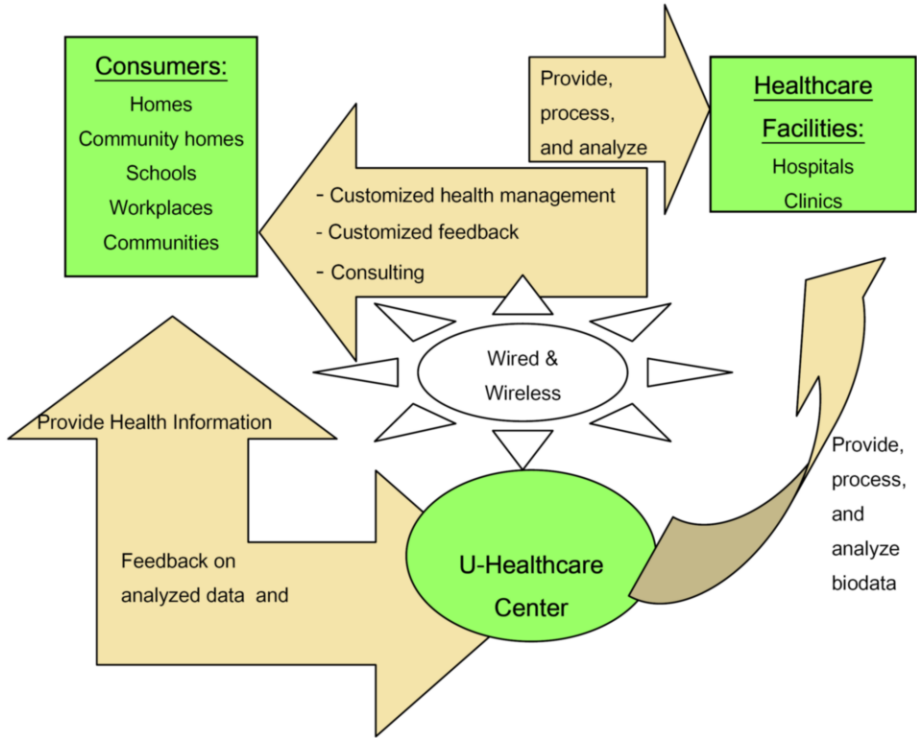 Consumers:
Homes
Community homes
Schools
Workplaces
Communities
Provide,
process,
and analyze
Healthcare
Facilities:
Hospitals
Clinics
- Customized health management
- Customized feedback
- Consulting
Wired &
Wireless
Provide Health Information
Feedback on
analyzed data and
U-Healthcare
Center
Provide,
process,
and
analyze
biodata